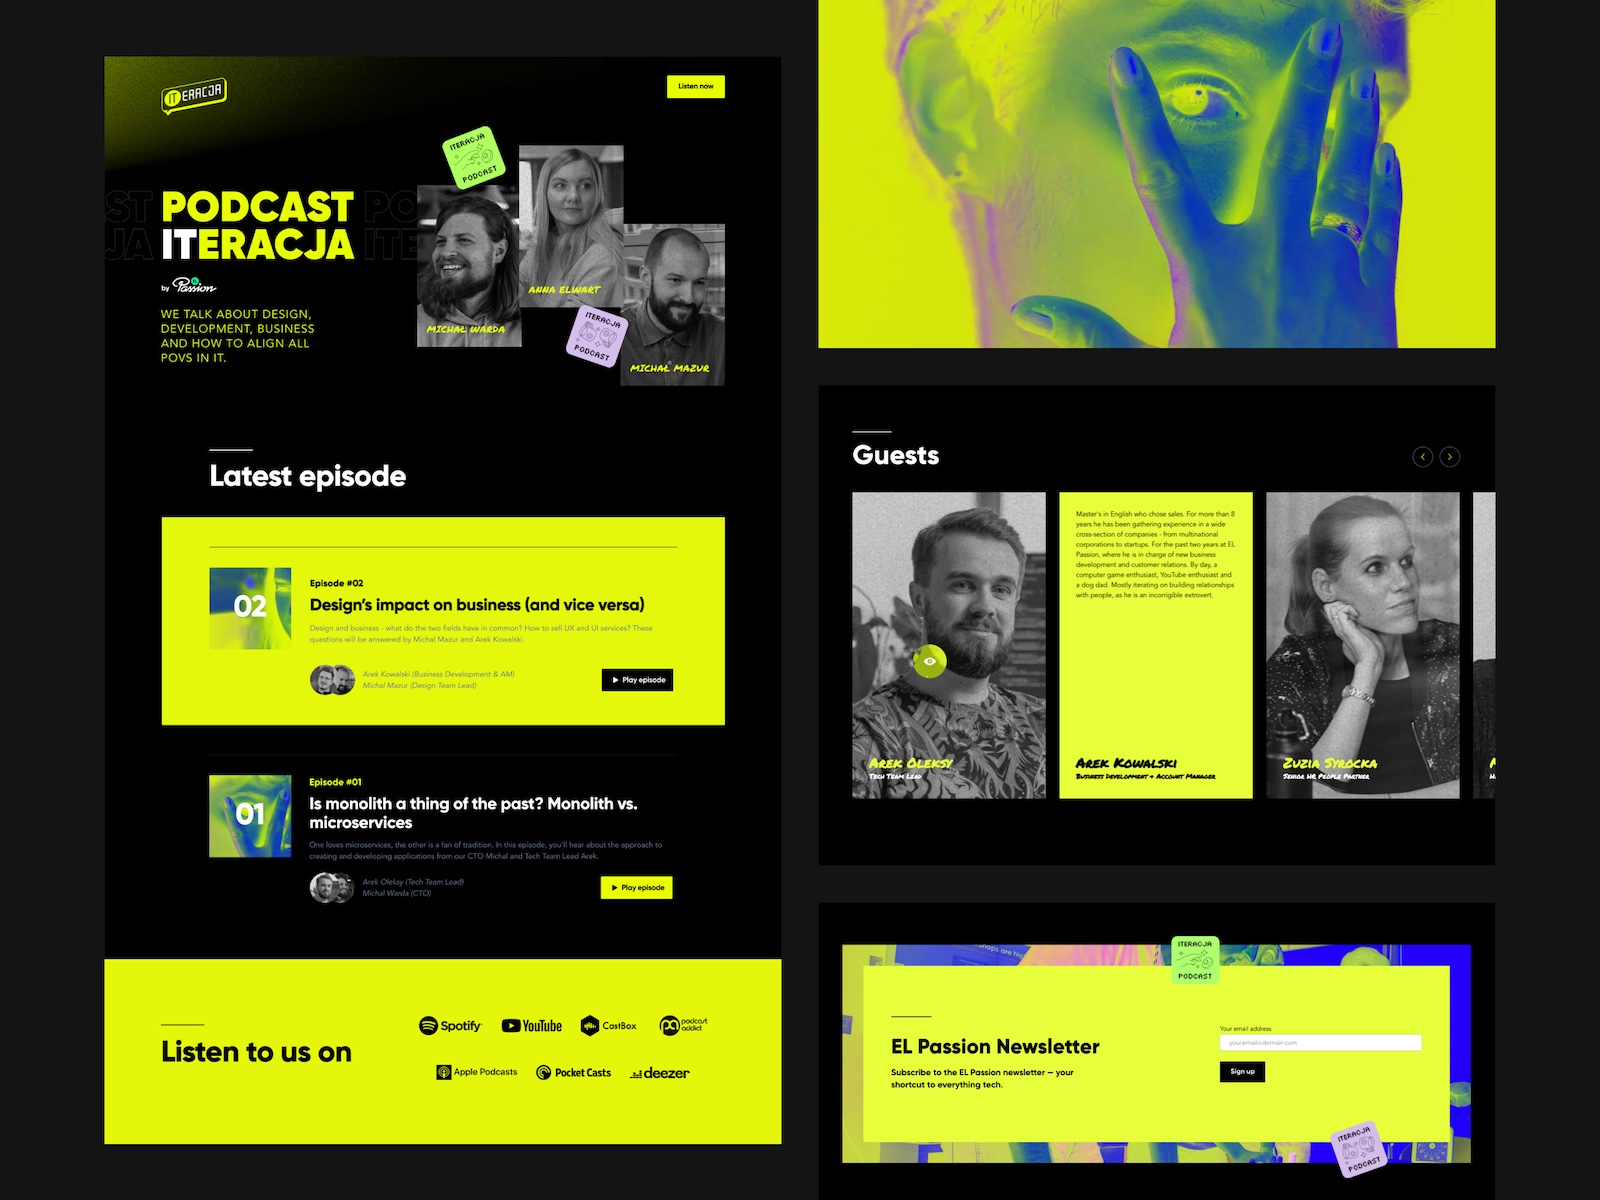 ITERACJA
Listen now
ITERACJA
PODCAST
PODCAST
ITERACJA
by Passion
WE TALK ABOUT DESIGN,
DEVELOPMENT, BUSINESS
AND HOW TO ALIGN ALL
POVS IN IT.
MICHAŁ WARDA
ANNA ELWART
ITERACJA
PODCAST
MICHAŁ MAZUR
Latest episode
02
Episode #02
Design's impact on business (and vice versa)
Design and business - what do the two fields have in common? How to sell UX and UI services? These
questions will be answered by Michal Mazur and Arek Kowalski.
Arek Kowalski (Business Development & AM)
Michal Mazur (Design Team Lead)
Play episode
01
Episode #01
Is monolith a thing of the past? Monolith vs.
microservices
One loves microservices, the other is a fan of tradition. In this episode, you'll hear about the approach to
creating and developing applications from our CTO Michal and Tech Team Lead Arek.
Arek Oleksy (Tech Team Lead)
Michal Warda (CTO)
Play episode
Listen to us on
Spotify
YouTube
CastBox
podcast
addict
Apple Podcasts
Pocket Casts
deezer
Guests
Arek Oleksy
Tech Team Lead
Master's in English who chose sales. For more than 8
years he has been gathering experience in a wide
cross-section of companies - from multinational
corporations to startups. For the past two years at EL
Passion, where he is in charge of new business
development and customer relations. By day, a
computer game enthusiast, YouTube enthusiast and
a dog dad. Mostly iterating on building relationships
with people, as he is an incorrigible extrovert.
Arek Kowalski
Business Development + Account Manager
Zuzia Syrocka
Senior HR People Partner
ITERACJA
PODCAST
EL Passion Newsletter
Subscribe to the EL Passion newsletter — your
shortcut to everything tech.
Your email address
your.email@domain.com
Sign up
ITERACJA
PODCAST